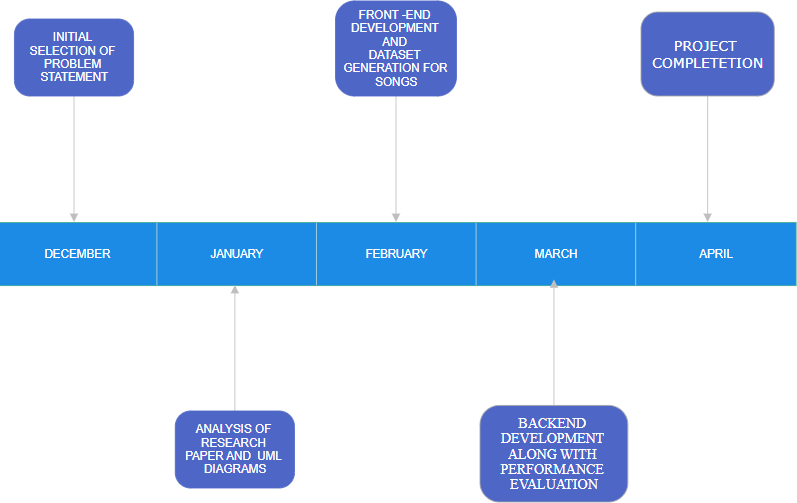 INITIAL
SELECTION OF
PROBLEM
STATEMENT
FRONT -END
DEVELOPMENT
AND
DATASET
GENERATION FOR
SONGS
PROJECT
COMPLETETION
DECEMBER
JANUARY
FEBRUARY
MARCH
APRIL
ANALYSIS OF
RESEARCH
PAPER AND UML
DIAGRAMS
BACKEND
DEVELOPMENT
ALONG WITH
PERFORMANCE
EVALUATION